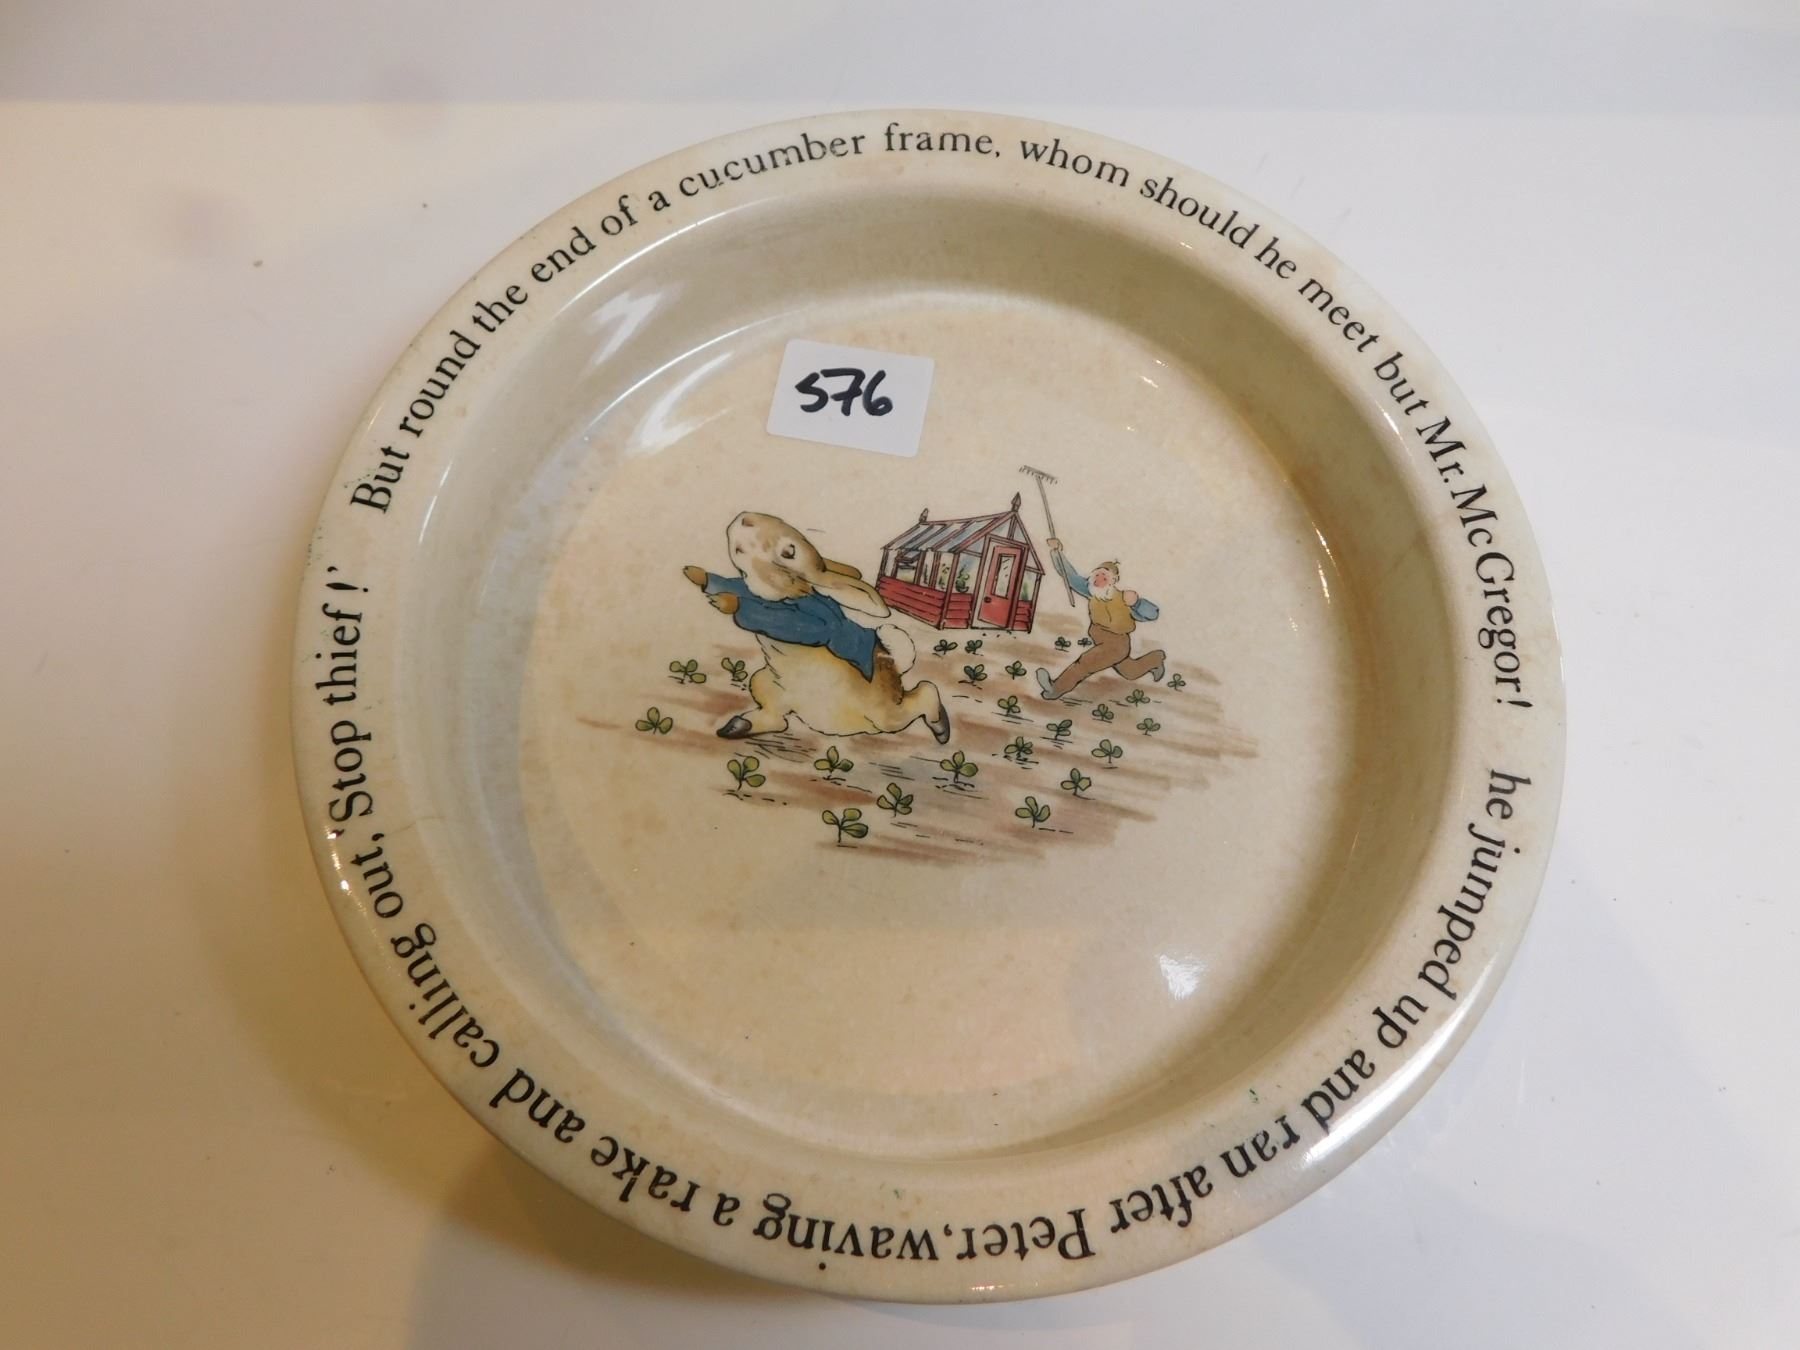 But round the end of a cucumber frame, whom should he meet but Mr. McGregor!
he jumped up and ran after Peter, waving a rake and calling out, 'Stop thief!'
576